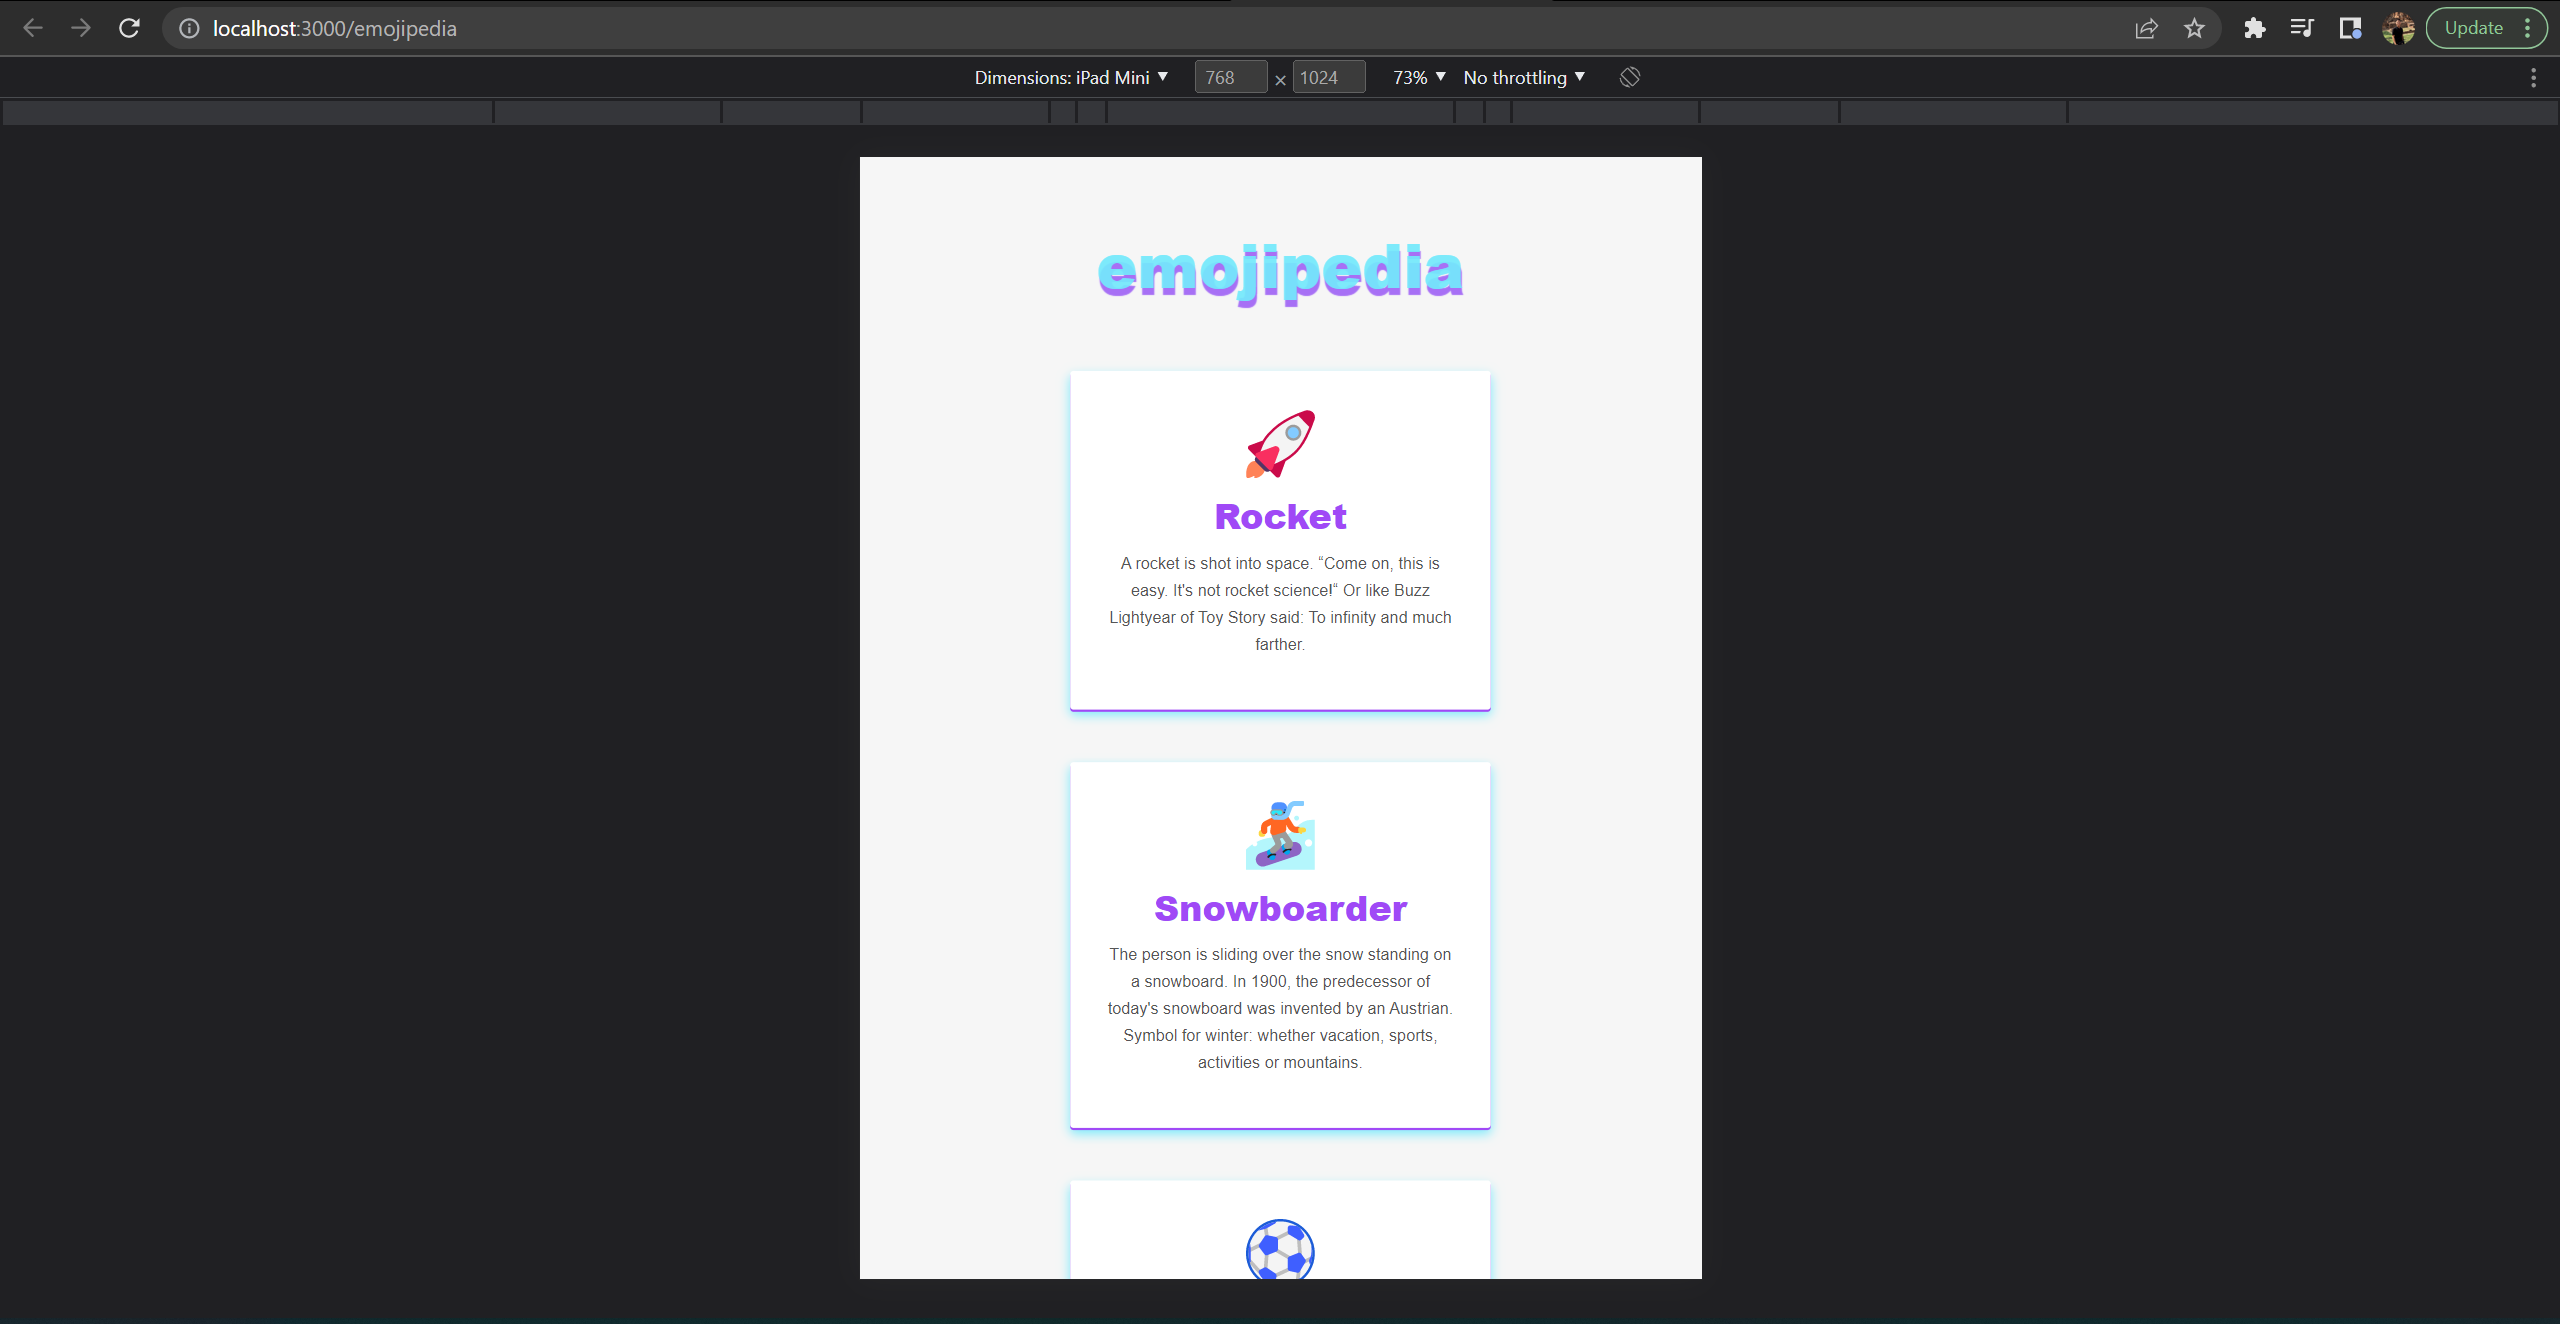 localhost:3000/emojipedia
Update
Dimensions: iPad Mini 768 × 1024 73% No throttling
emojipedia
Rocket
A rocket is shot into space. “Come on, this is
easy. It's not rocket science!“ Or like Buzz
Lightyear of Toy Story said: To infinity and much
farther.
Snowboarder
The person is sliding over the snow standing on
a snowboard. In 1900, the predecessor of
today's snowboard was invented by an Austrian.
Symbol for winter: whether vacation, sports,
activities or mountains.